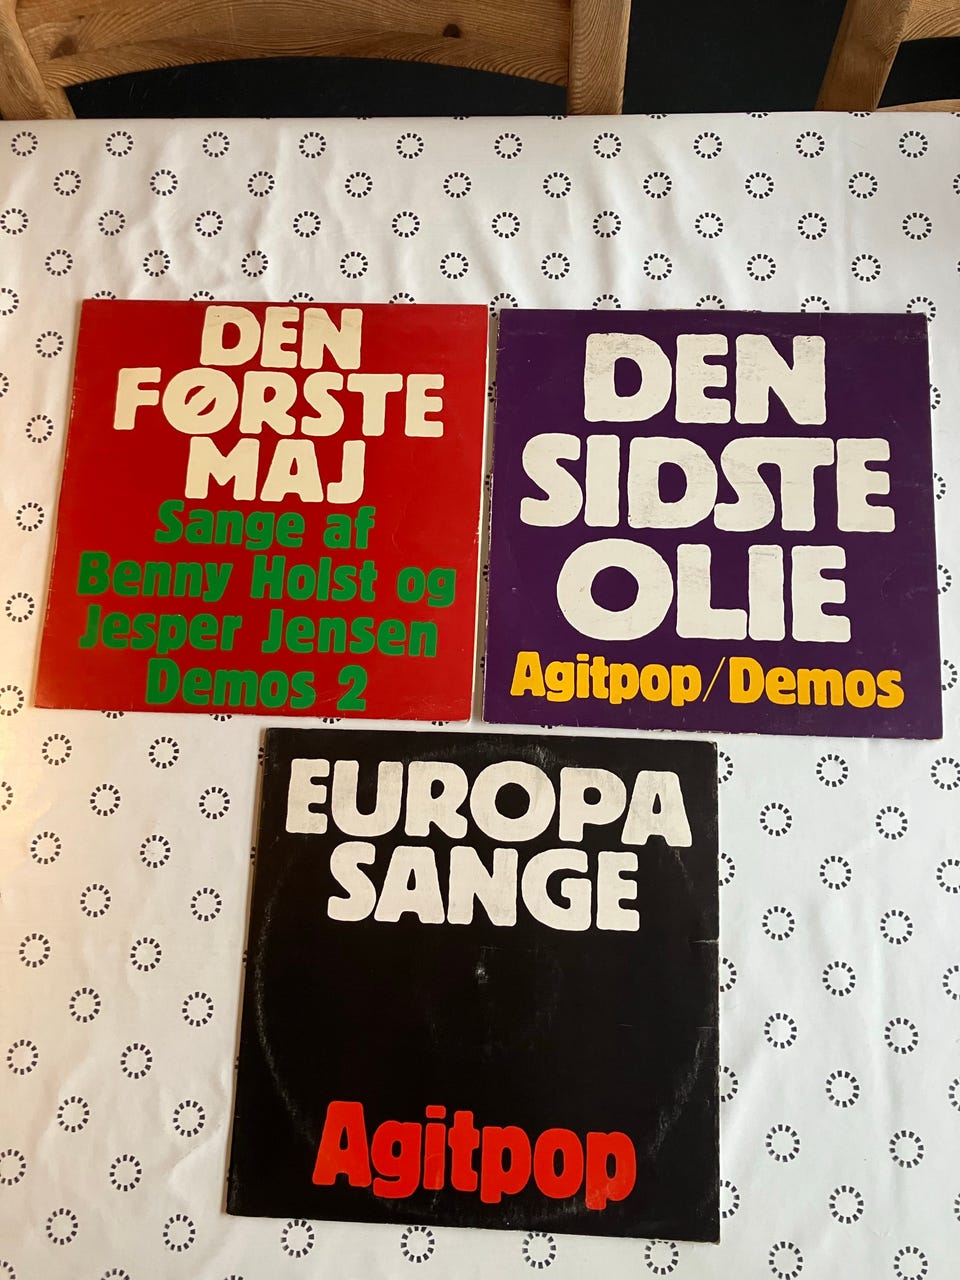 DEN
FØRSTE
MAJ
Sange af
Benny Holst og
Jesper Jensen
Demos 2
DEN
SIDSTE
OLIE
Agitpop/Demos
EUROPA
SANGE
Agitpop